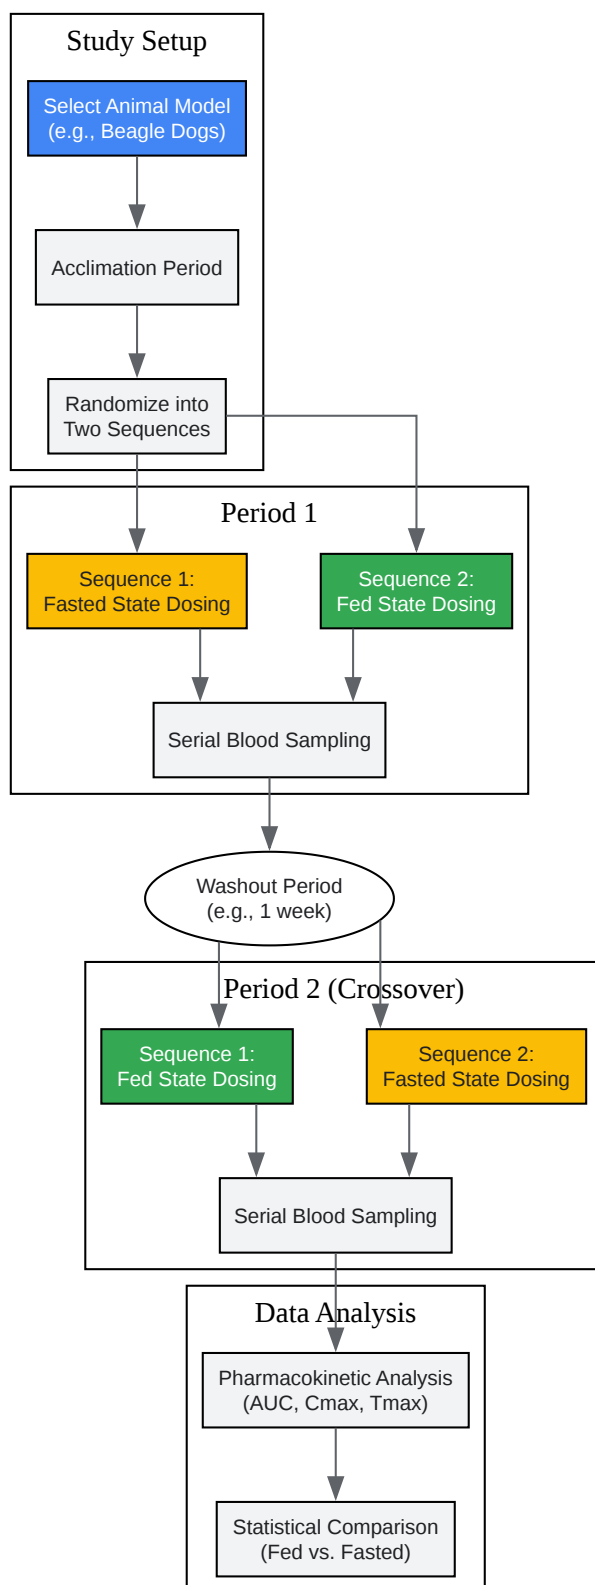 Study Setup
Select Animal Model
(e.g., Beagle Dogs)
Acclimation Period
Randomize into
Two Sequences
Period 1
Sequence 1:
Fasted State Dosing
Sequence 2:
Fed State Dosing
Serial Blood Sampling
Washout Period
(e.g., 1 week)
Period 2 (Crossover)
Sequence 1:
Fed State Dosing
Sequence 2:
Fasted State Dosing
Serial Blood Sampling
Data Analysis
Pharmacokinetic Analysis
(AUC, Cmax, Tmax)
Statistical Comparison
(Fed vs. Fasted)